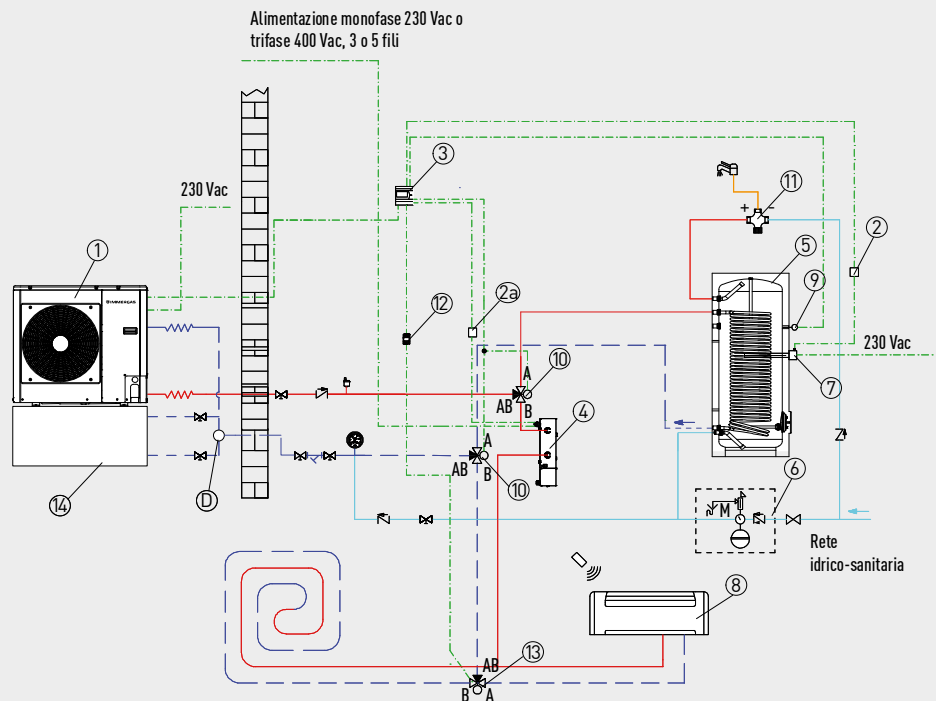 Alimentazione monofase 230 Vac o
trifase 400 Vac, 3 o 5 fili
3
230 Vac
+
-
11
5
2
1
IMMERGAS
9
12
2a
230 Vac
7
A
10
AB
B
4
A
AB
B
10
D
14
6
M
Rete
idrico-sanitaria
8
AB
13
B
A